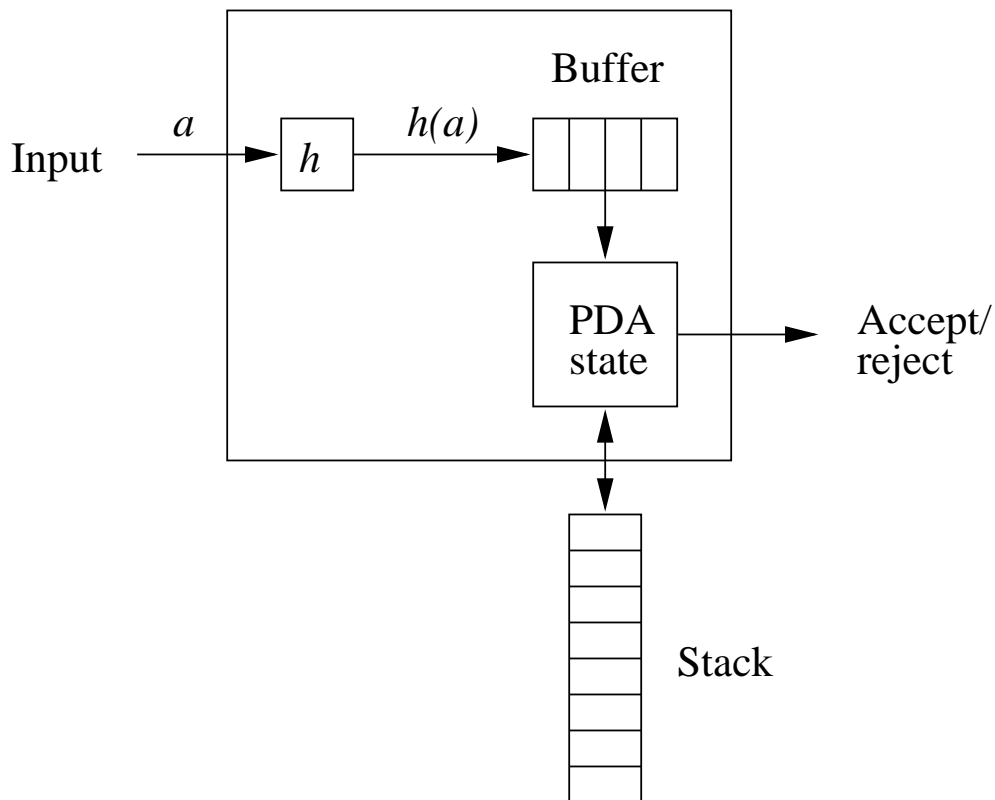 Buffer
a
h(a)
Input
h
PDA
state
Accept/
reject
Stack